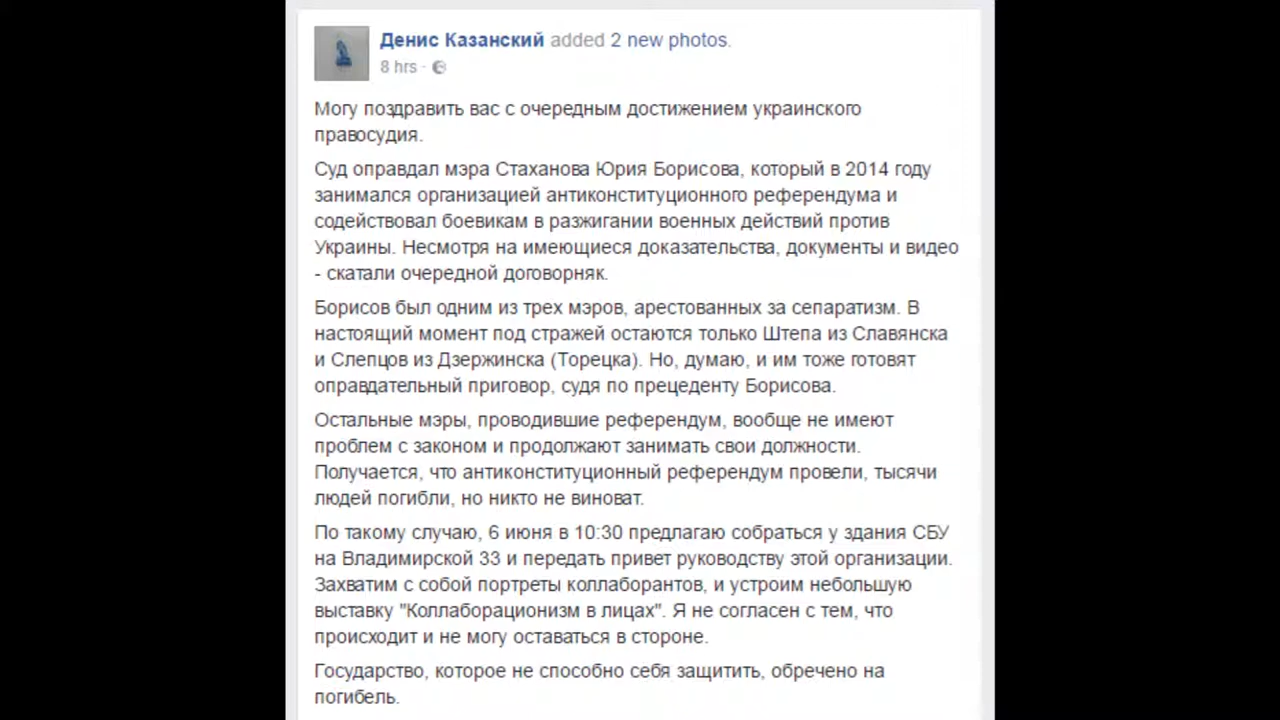 Денис Казанский added 2 new photos.
8 hrs ·
Могу поздравить вас с очередным достижением украинского
правосудия.
Суд оправдал мэра Стаханова Юрия Борисова, который в 2014 году
занимался организацией антиконституционного референдума и
содействовал боевикам в разжигании военных действий против
Украины. Несмотря на имеющиеся доказательства, документы и видео
- скатали очередной договорняк.
Борисов был одним из трех мэров, арестованных за сепаратизм. В
настоящий момент под стражей остаются только Штепа из Славянска
и Слепцов из Дзержинска (Торецка). Но, думаю, и им тоже готовят
оправдательный приговор, судя по прецеденту Борисова.
Остальные мэры, проводившие референдум, вообще не имеют
проблем с законом и продолжают занимать свои должности.
Получается, что антиконституционный референдум провели, тысячи
людей погибли, но никто не виноват.
По такому случаю, 6 июня в 10:30 предлагаю собраться у здания СБУ
на Владимирской 33 и передать привет руководству этой организации.
Захватим с собой портреты коллаборантов, и устроим небольшую
выставку "Коллаборационизм в лицах". Я не согласен с тем, что
происходит и не могу оставаться в стороне.
Государство, которое не способно себя защитить, обречено на
погибель.